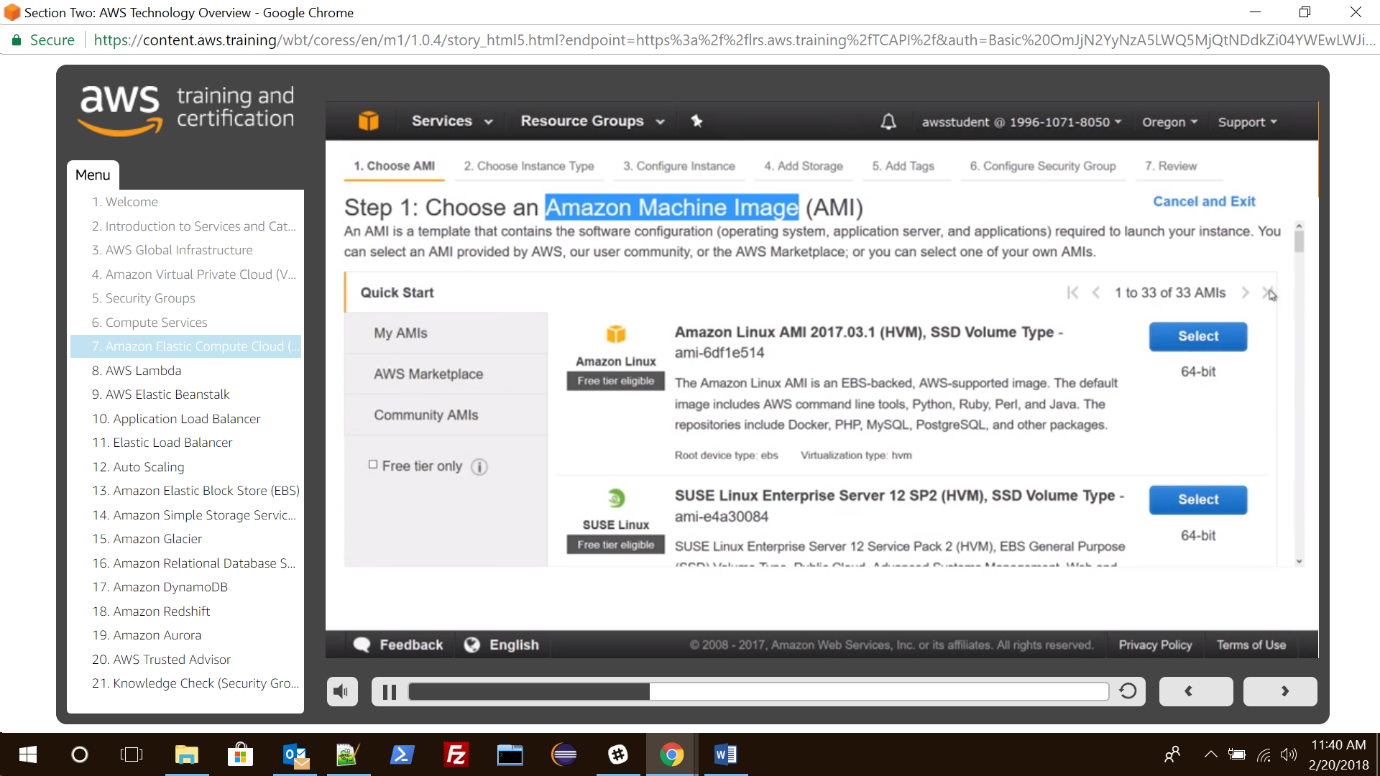 Section Two: AWS Technology Overview - Google Chrome
Secure
https://content.aws.training/wbt/coress/en/m1/1.0.4/story_html5.html?endpoint=https%3a%2f%2flrs.aws.training%2fTCAPI%2f&auth=Basic%20OmJjN2YyNzA5LWQ5MjQtNDdkZi04YWEwLWJi...
aws training and
certification
Menu
1. Welcome
2. Introduction to Services and Cat...
3. AWS Global Infrastructure
4. Amazon Virtual Private Cloud (V...
5. Security Groups
6. Compute Services
7. Amazon Elastic Compute Cloud (...
8. AWS Lambda
9. AWS Elastic Beanstalk
10. Application Load Balancer
11. Elastic Load Balancer
12. Auto Scaling
13. Amazon Elastic Block Store (EBS)
14. Amazon Simple Storage Servic...
15. Amazon Glacier
16. Amazon Relational Database S...
17. Amazon DynamoDB
18. Amazon Redshift
19. Amazon Aurora
20. AWS Trusted Advisor
21. Knowledge Check (Security Gro...
Services Resource Groups awsstudent @ 1996-1071-8050 Oregon Support
1. Choose AMI 2. Choose Instance Type 3. Configure Instance 4. Add Storage 5. Add Tags 6. Configure Security Group 7. Review
Step 1: Choose an Amazon Machine Image (AMI)
Cancel and Exit
An AMI is a template that contains the software configuration (operating system, application server, and applications) required to launch your instance. You
can select an AMI provided by AWS, our user community, or the AWS Marketplace; or you can select one of your own AMIs.
Quick Start
1 to 33 of 33 AMIs
My AMIs
AWS Marketplace
Community AMIs
Free tier only
Amazon Linux
Free tier eligible
Amazon Linux AMI 2017.03.1 (HVM), SSD Volume Type -
ami-6df1e514
The Amazon Linux AMI is an EBS-backed, AWS-supported image. The default
image includes AWS command line tools, Python, Ruby, Perl, and Java. The
repositories include Docker, PHP, MySQL, PostgreSQL, and other packages.
Root device type: ebs Virtualization type: hvm
Select
64-bit
SUSE Linux
Free tier eligible
SUSE Linux Enterprise Server 12 SP2 (HVM), SSD Volume Type -
ami-e4a30084
SUSE Linux Enterprise Server 12 Service Pack 2 (HVM), EBS General Purpose
(SSD) Volume Type, Public Cloud, Advanced Systems Management, Web and
Select
64-bit
Feedback English © 2008 - 2017, Amazon Web Services, Inc. or its affiliates. All rights reserved. Privacy Policy Terms of Use
11:40 AM
2/20/2018